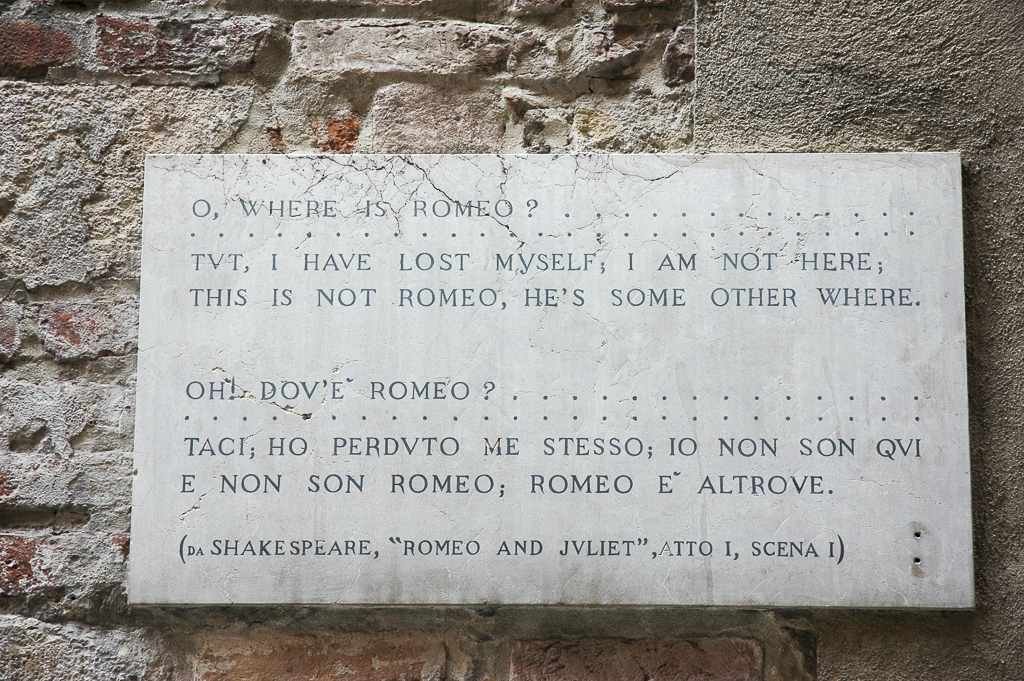 O, WHERE IS ROMEO? . . . . . . . . . . . . . . . . . . .
. . . . . . . . . . . . . . . . . . . . . . . . . .
TVT, I HAVE LOST MYSELF; I AM NOT HERE;
THIS IS NOT ROMEO, HE'S SOME OTHER WHERE.
OH! DOV'E` ROMEO? . . . . . . . . . . . . . . . . . . .
. . . . . . . . . . . . . . . . . . . . . . . . . .
TACI; HO PERDVTO ME STESSO; IO NON SON QVI
E NON SON ROMEO; ROMEO E` ALTROVE.
(DA SHAKESPEARE, "ROMEO AND JVLIET", ATTO I, SCENA I)